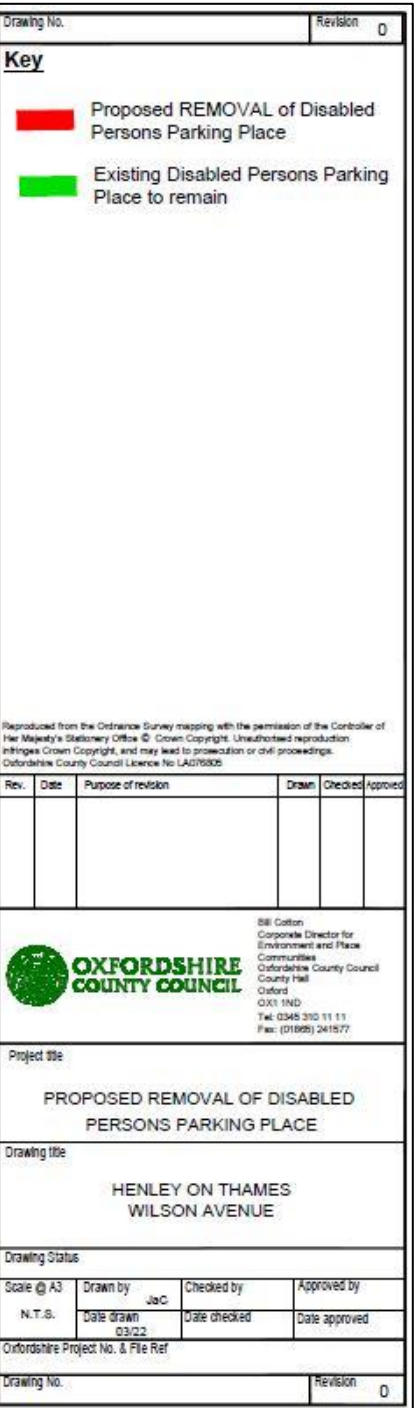 Drawing No. Revision 0
Key
Proposed REMOVAL of Disabled
Persons Parking Place
Existing Disabled Persons Parking
Place to remain
Reproduced from the Ordnance Survey mapping with the permission of the Controller of
Her Majesty's Stationery Office © Crown Copyright. Unauthorised reproduction
infringes Crown Copyright, and may lead to prosecution or civil proceedings.
Oxfordshire County Council Licence No LA076805
Rev. Date Purpose of revision Drawn Checked Approved
Bill Cotton
Corporate Director for
Environment and Place
Communities
Oxfordshire County Council
County Hall
Oxford
OX1 1ND
Tel: 0345 310 11 11
Fax: (01865) 241577
OXFORDSHIRE
COUNTY COUNCIL
Project title
PROPOSED REMOVAL OF DISABLED
PERSONS PARKING PLACE
Drawing title
HENLEY ON THAMES
WILSON AVENUE
Drawing Status
Scale @ A3 Drawn by Checked by Approved by
JaC
N.T.S. Date drawn Date checked Date approved
03/22
Oxfordshire Project No. & File Ref
Drawing No. Revision 0